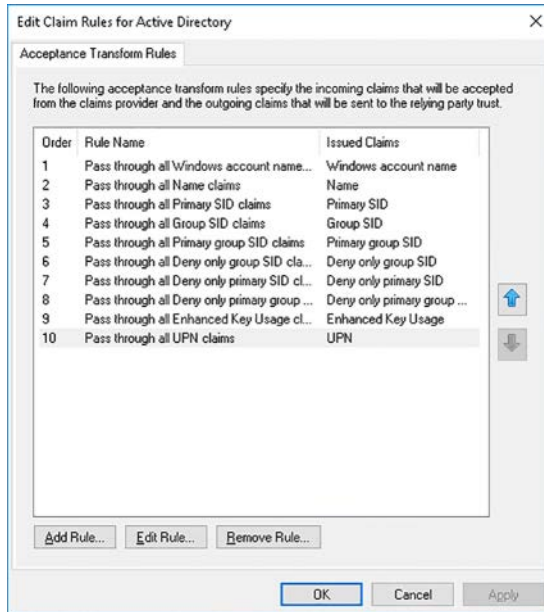 Edit Claim Rules for Active Directory
Acceptance Transform Rules
The following acceptance transform rules specify the incoming claims that will be accepted
from the claims provider and the outgoing claims that will be sent to the relying party trust.
Order Rule Name Issued Claims
1 Pass through all Windows account name... Windows account name
2 Pass through all Name claims Name
3 Pass through all Primary SID claims Primary SID
4 Pass through all Group SID claims Group SID
5 Pass through all Primary group SID claims Primary group SID
6 Pass through all Deny only group SID cla... Deny only group SID
7 Pass through all Deny only primary SID cl... Deny only primary SID
8 Pass through all Deny only primary group ... Deny only primary group ...
9 Pass through all Enhanced Key Usage cl... Enhanced Key Usage
10 Pass through all UPN claims UPN
Add Rule... Edit Rule... Remove Rule...
OK Cancel Apply